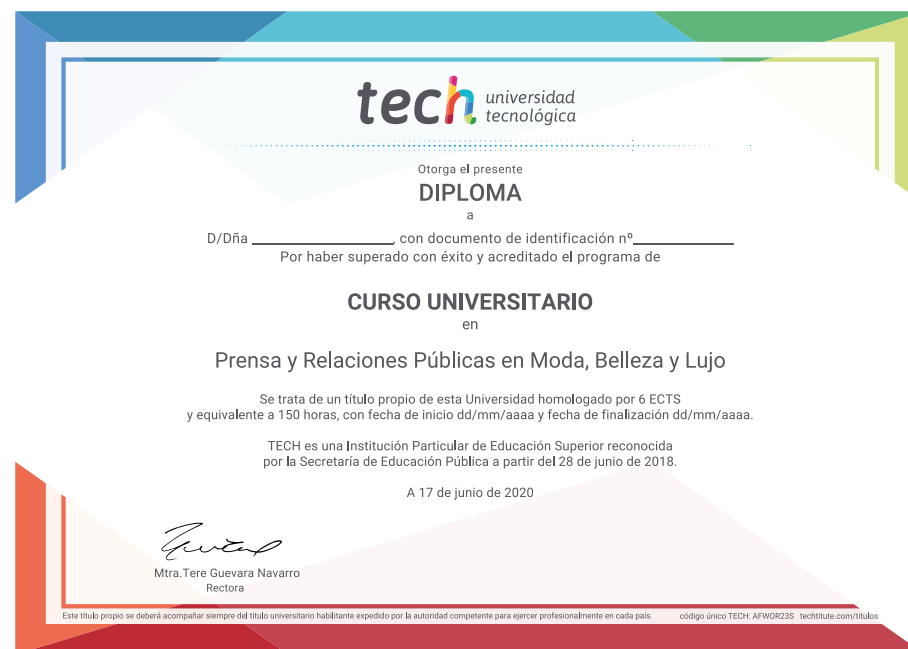 tech universidad
tecnológica
Otorga el presente
DIPLOMA
a
D/Dña ________________, con documento de identificación nº____________
Por haber superado con éxito y acreditado el programa de
CURSO UNIVERSITARIO
en
Prensa y Relaciones Públicas en Moda, Belleza y Lujo
Se trata de un título propio de esta Universidad homologado por 6 ECTS
y equivalente a 150 horas, con fecha de inicio dd/mm/aaaa y fecha de finalización dd/mm/aaaa.
TECH es una Institución Particular de Educación Superior reconocida
por la Secretaría de Educación Pública a partir del 28 de junio de 2018.
A 17 de junio de 2020
Mtra.Tere Guevara Navarro
Rectora
Este título propio se deberá acompañar siempre del título universitario habilitante expedido por la autoridad competente para ejercer profesionalmente en cada país. código único TECH: AFWOR23S techtitute.com/titulos